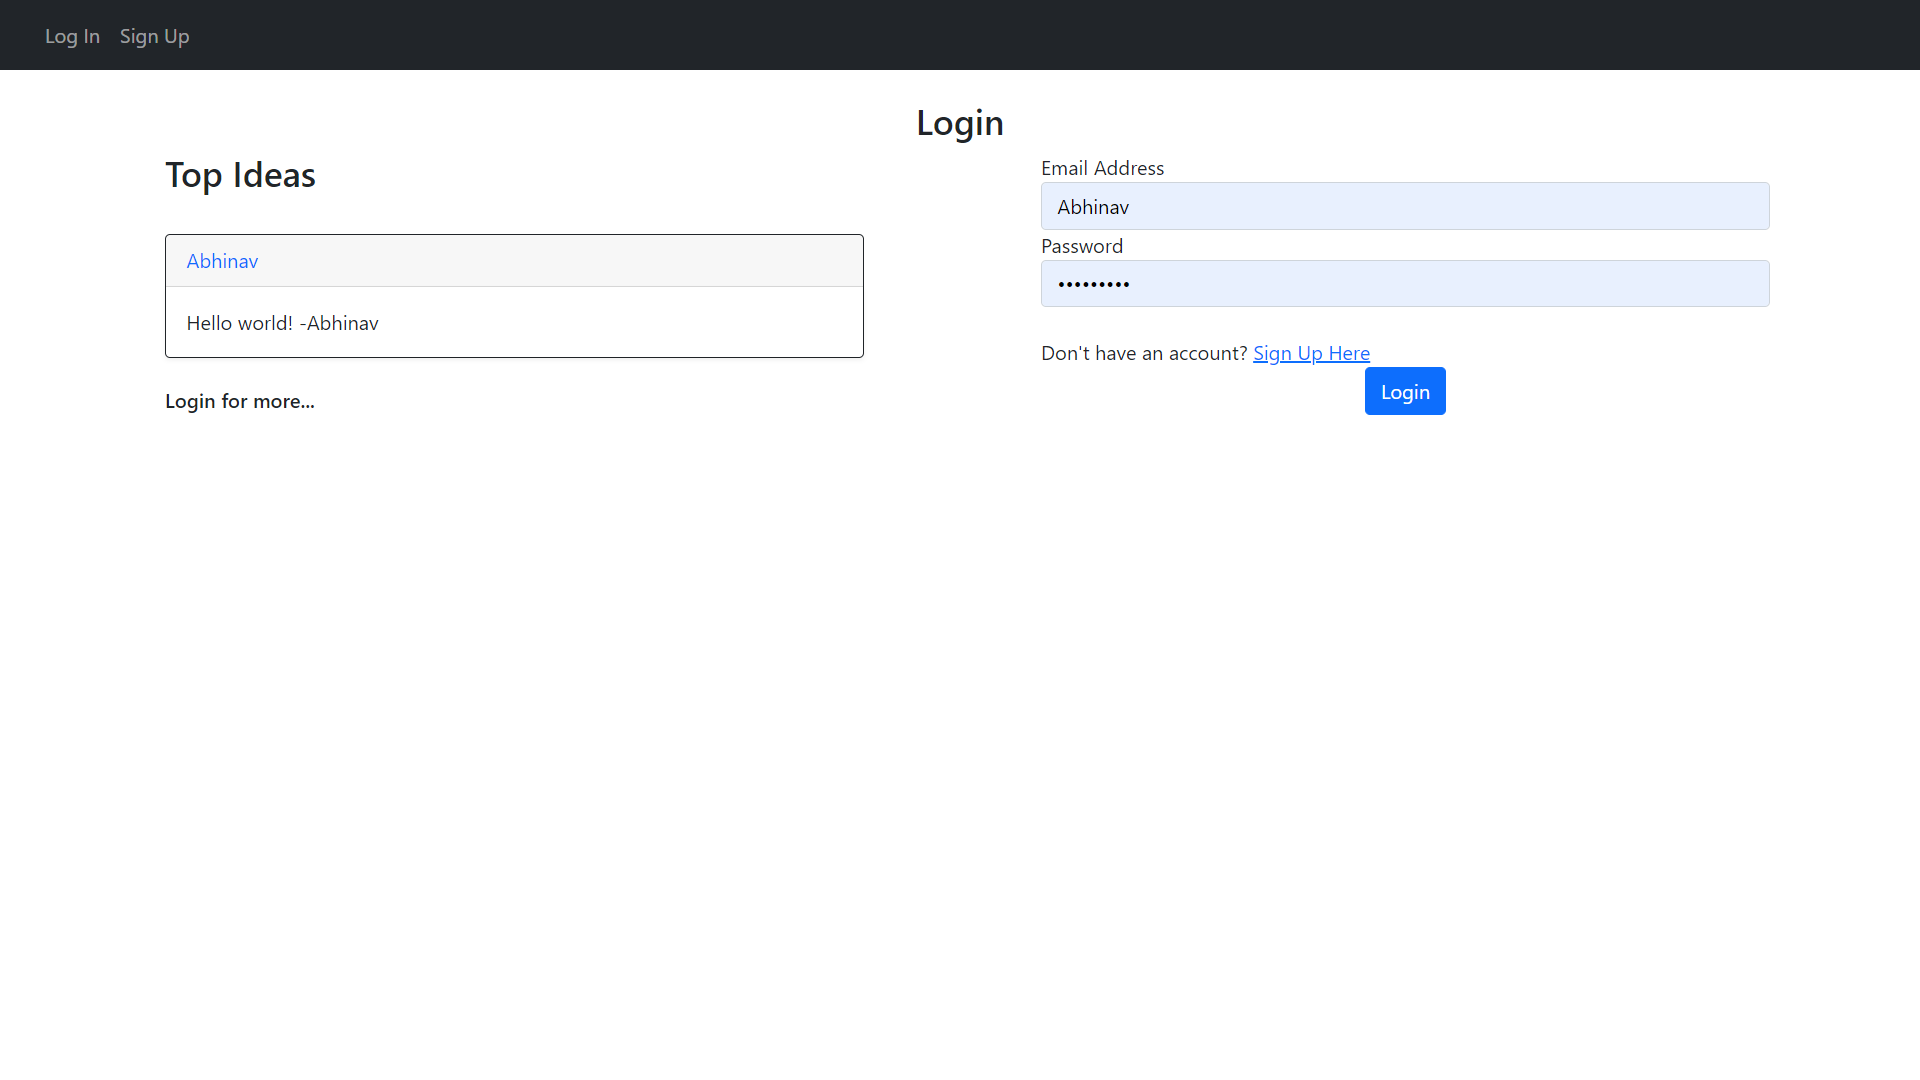 Log In Sign Up
Login
Top Ideas
Abhinav
Hello world! -Abhinav
Login for more...
Email Address
Abhinav
Password
•••••••••
Don't have an account? Sign Up Here
Login